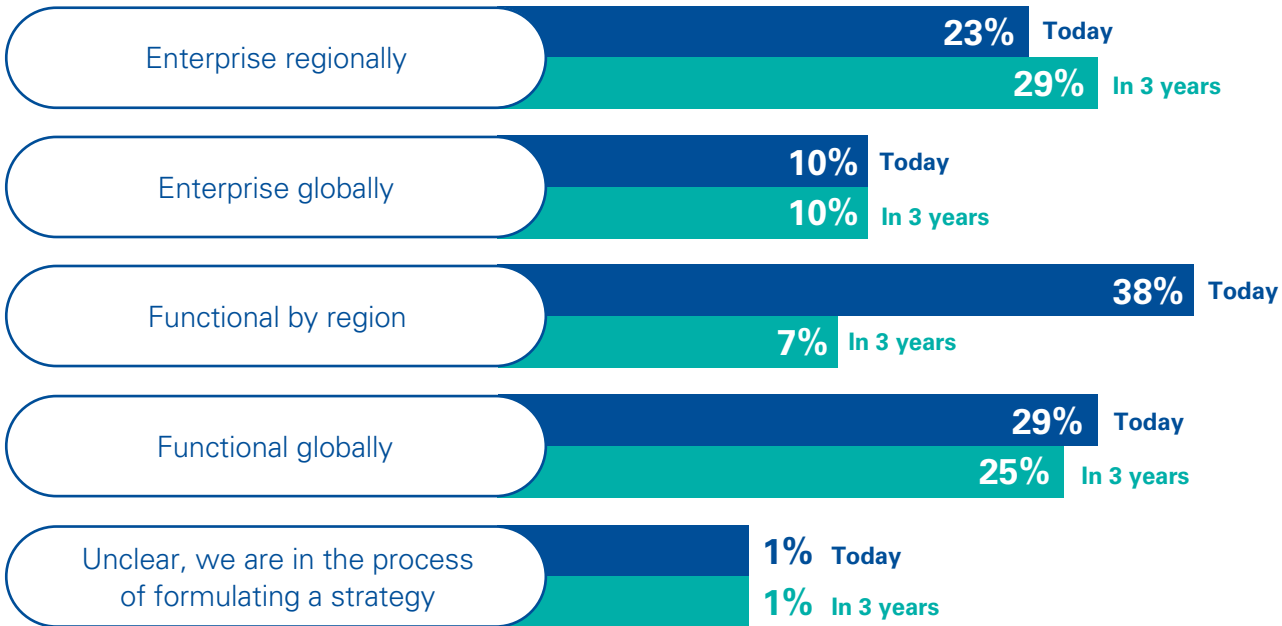 Enterprise regionally
23% Today
29% In 3 years
Enterprise globally
10% Today
10% In 3 years
Functional by region
38% Today
7% In 3 years
Functional globally
29% Today
25% In 3 years
Unclear, we are in the process
of formulating a strategy
1% Today
1% In 3 years